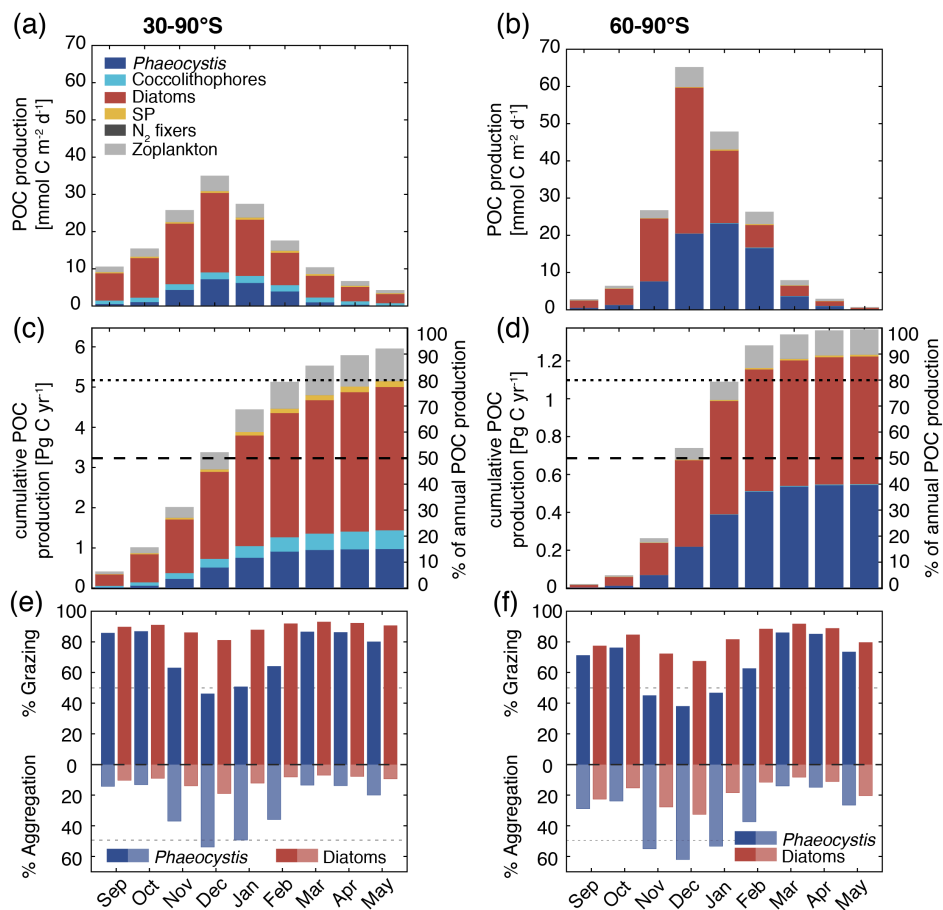 (a) 30-90°S
70
60
50
40
30
20
10
0
POC production
[mmol C m-2 d-1]
Phaeocystis
Coccolithophores
Diatoms
SP
N2 fixers
Zoplankton
(b) 60-90°S
70
60
50
40
30
20
10
0
POC production
[mmol C m-2 d-1]
(c)
6
5
4
3
2
1
0
cumulative POC
production [Pg C yr-1]
100
90
80
70
60
50
40
30
20
10
0
% of annual POC production
(d)
1.2
1
0.8
0.6
0.4
0.2
0
cumulative POC
production [Pg C yr-1]
100
90
80
70
60
50
40
30
20
10
0
% of annual POC production
(e)
100
80
60
40
20
0
20
40
60
% Grazing
% Aggregation
Phaeocystis Diatoms
Sep Oct Nov Dec Jan Feb Mar Apr May
(f)
100
80
60
40
20
0
20
40
60
% Grazing
% Aggregation
Phaeocystis
Diatoms
Sep Oct Nov Dec Jan Feb Mar Apr May